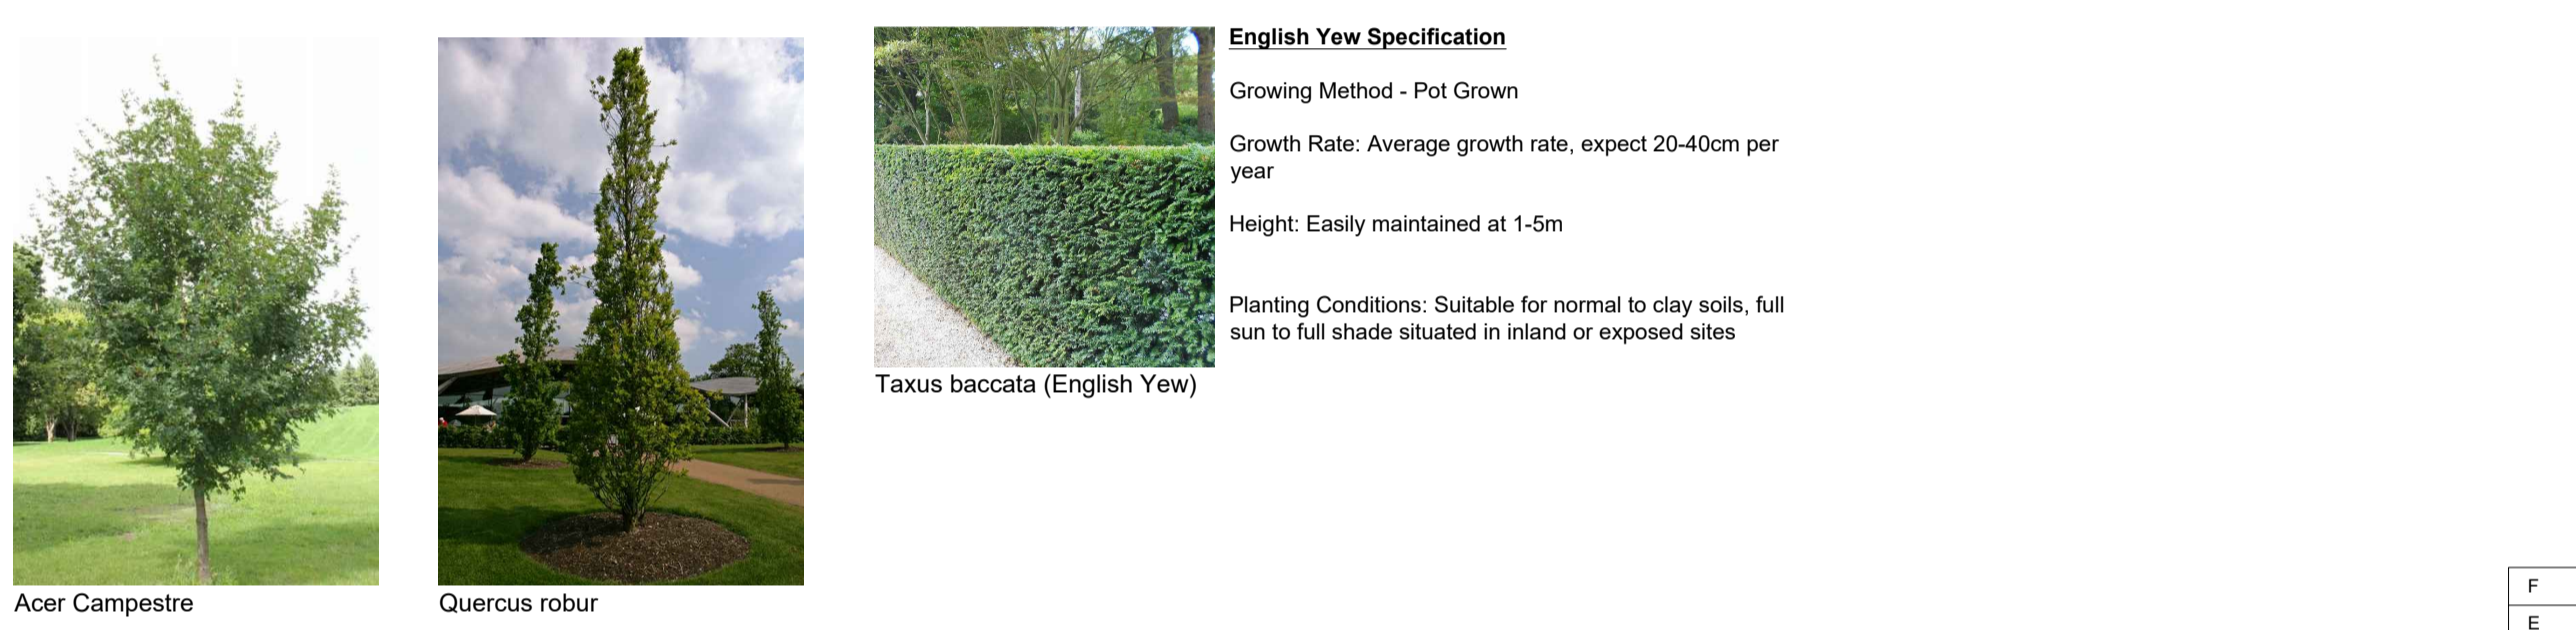 Acer Campestre
Quercus robur
Taxus baccata (English Yew)
English Yew Specification
Growing Method - Pot Grown
Growth Rate: Average growth rate, expect 20-40cm per
year
Height: Easily maintained at 1-5m
Planting Conditions: Suitable for normal to clay soils, full
sun to full shade situated in inland or exposed sites
F
E